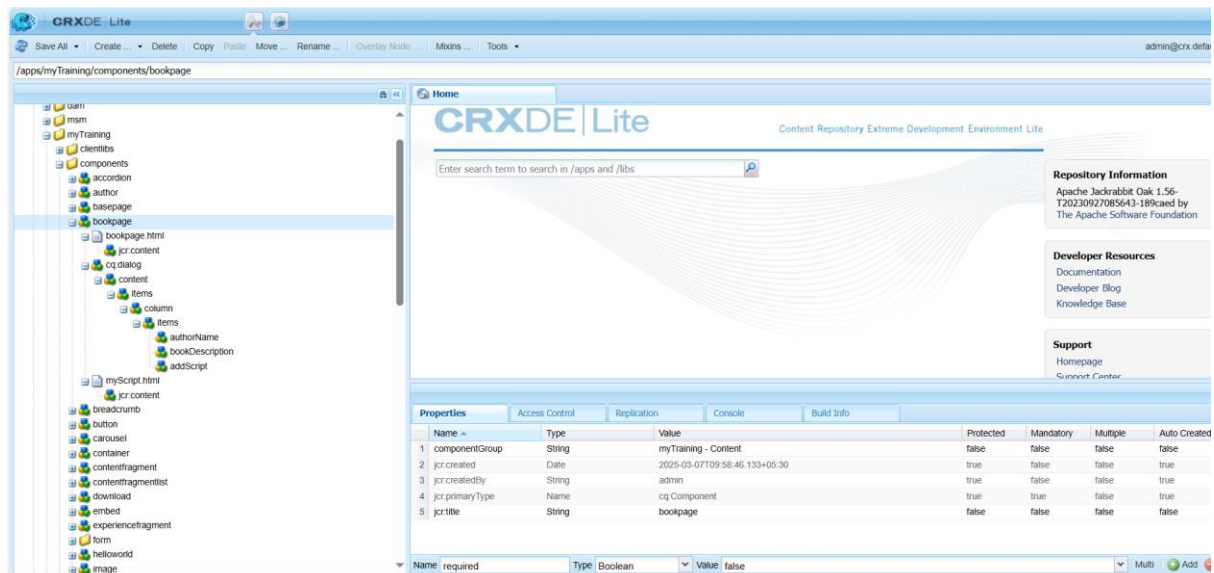 CRXDE | Lite
Save All Create ... Delete Copy Paste Move ... Rename ... Overlay Node ... Mixins ... Tools admin@crx.defau
/apps/myTraining/components/bookpage
dam
msm
myTraining
clientlibs
components
accordion
author
basepage
bookpage
bookpage.html
jcr:content
cq:dialog
content
items
column
items
authorName
bookDescription
addScript
myScript.html
jcr:content
breadcrumb
button
carousel
container
contentfragment
contentfragmentlist
download
embed
experiencefragment
form
helloworld
image
Home
CRXDE | Lite
Content Repository Extreme Development Environment Lite
Enter search term to search in /apps and /libs
Repository Information
Apache Jackrabbit Oak 1.56-
T20230927085643-189caed by
The Apache Software Foundation
Developer Resources
Documentation
Developer Blog
Knowledge Base
Support
Homepage
Support Center
Properties Access Control Replication Console Build Info
Name Type Value Protected Mandatory Multiple Auto Created
1 componentGroup String myTraining - Content false false false false
2 jcr:created Date 2025-03-07T09:58:46.133+05:30 true false false true
3 jcr:createdBy String admin true false false true
4 jcr:primaryType Name cq:Component true true false true
5 jcr:title String bookpage false false false false
Name required Type Boolean Value false Multi Add